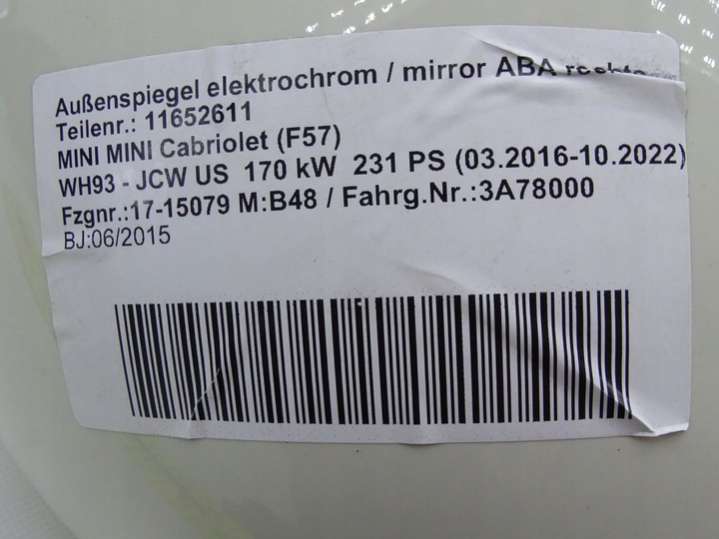 Außenspiegel elektrochrom / mirror ABA rechts
Teilenr.: 11652611
MINI MINI Cabriolet (F57)
WH93 - JCW US 170 kW 231 PS (03.2016-10.2022)
Fzgnr.:17-15079 M:B48 / Fahrg.Nr.:3A78000
BJ:06/2015